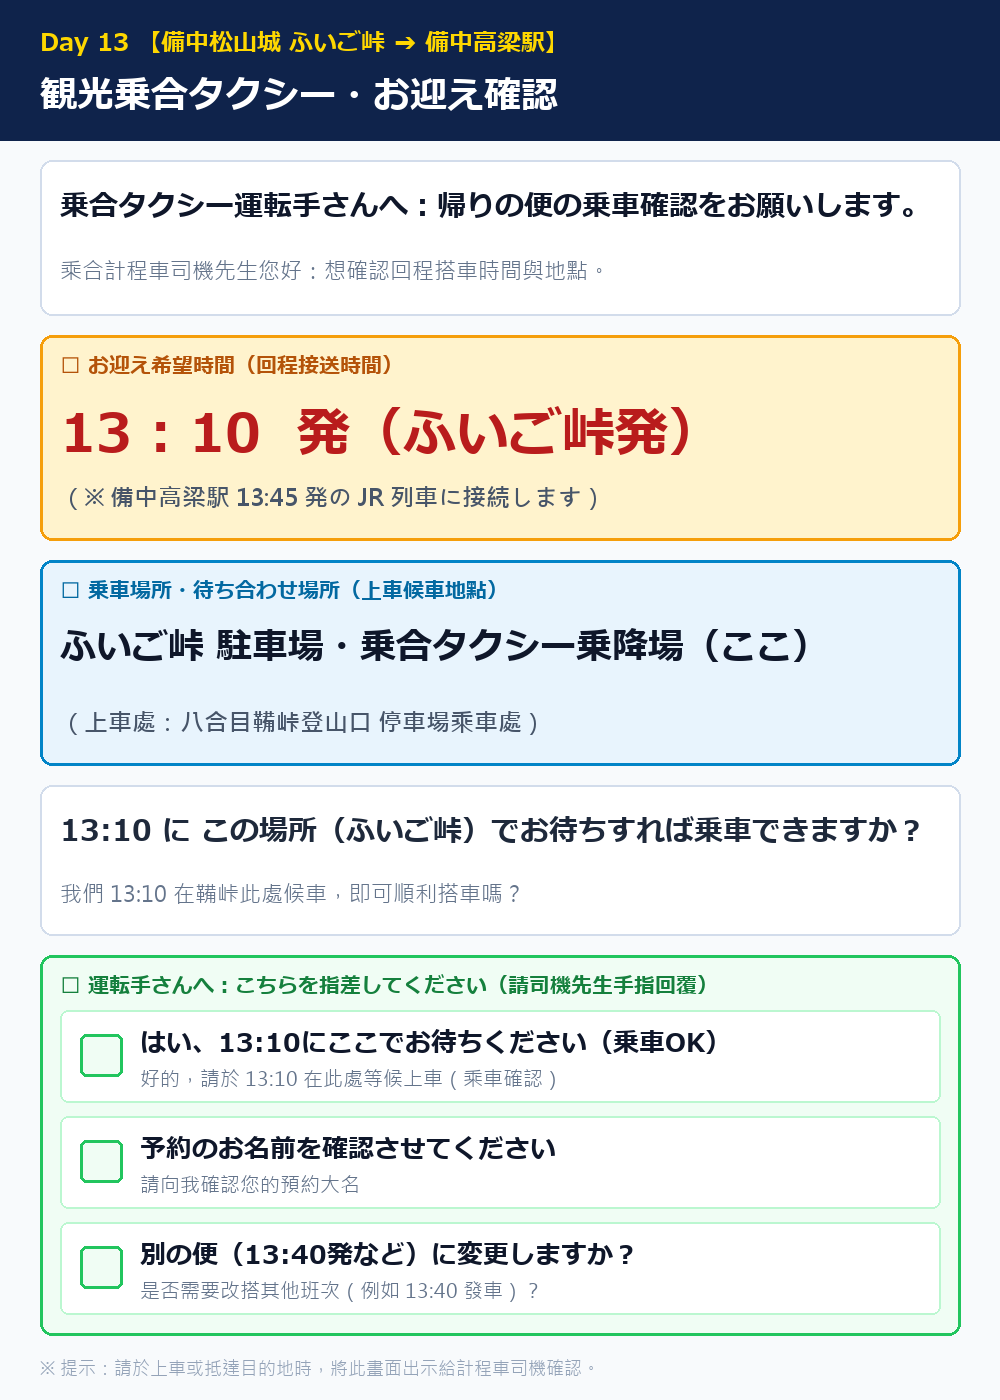 Day 13 【備中松山城 ふいご峠 → 備中高梁駅】
観光乗合タクシー・お迎え確認
乗合タクシー運転手さんへ：帰りの便の乗車確認をお願いします。
乘合計程車司機先生您好：想確認回程搭車時間與地點。
□ お迎え希望時間（回程接送時間）
13：10 発（ふいご峠発）
（※ 備中高梁駅 13:45 発の JR 列車に接続します）
□ 乗車場所・待ち合わせ場所（上車候車地點）
ふいご峠 駐車場・乗合タクシー乗降場（ここ）
（上車處：八合目鞴峠登山口 停車場乘車處）
13:10 に この場所（ふいご峠）でお待ちすれば乗車できますか？
我們 13:10 在鞴峠此處候車，即可順利搭車嗎？
□ 運転手さんへ：こちらを指差してください（請司機先生手指回覆）
はい、13:10にここでお待ちください（乗車OK）
好的，請於 13:10 在此處等候上車（乘車確認）
予約のお名前を確認させてください
請向我確認您的預約大名
別の便（13:40発など）に変更しますか？
是否需要改搭其他班次（例如 13:40 發車）？
※ 提示：請於上車或抵達目的地時，將此畫面出示給計程車司機確認。